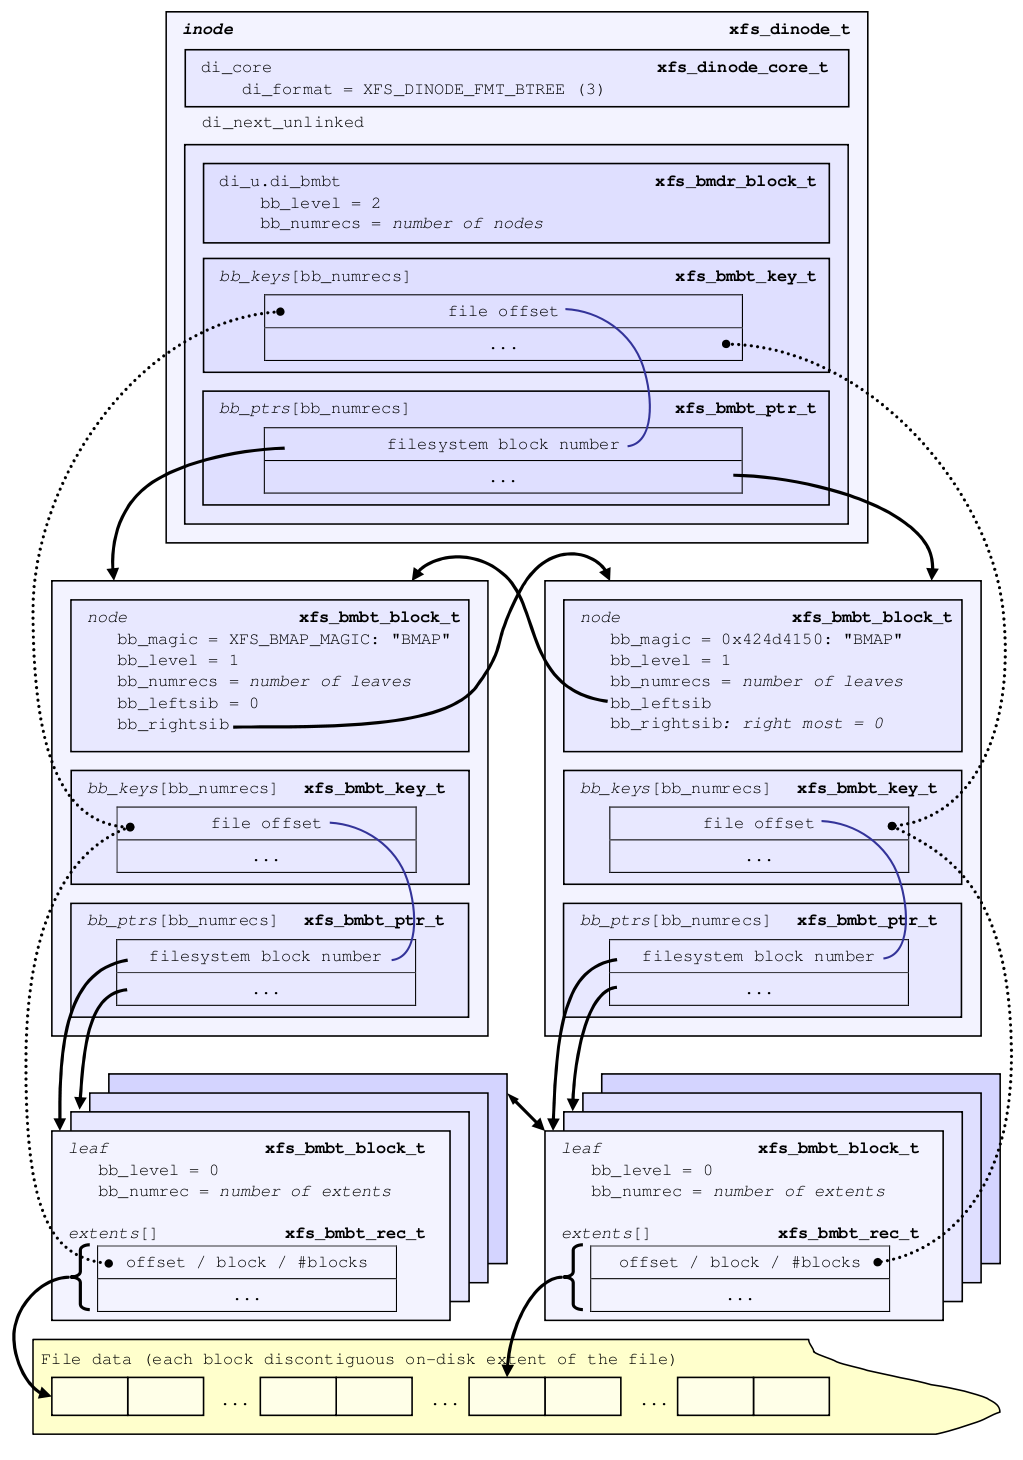 inode xfs_dinode_t
di_core xfs_dinode_core_t
di_format = XFS_DINODE_FMT_BTREE (3)
di_next_unlinked
di_u.di_bmbt xfs_bmdr_block_t
bb_level = 2
bb_numrecs = number of nodes
bb_keys[bb_numrecs] xfs_bmbt_key_t
file offset
...
bb_ptrs[bb_numrecs] xfs_bmbt_ptr_t
filesystem block number
...
node xfs_bmbt_block_t
bb_magic = XFS_BMAP_MAGIC: "BMAP"
bb_level = 1
bb_numrecs = number of leaves
bb_leftsib = 0
bb_rightsib
bb_keys[bb_numrecs] xfs_bmbt_key_t
file offset
...
bb_ptrs[bb_numrecs] xfs_bmbt_ptr_t
filesystem block number
...
node xfs_bmbt_block_t
bb_magic = 0x424d4150: "BMAP"
bb_level = 1
bb_numrecs = number of leaves
bb_leftsib
bb_rightsib: right most = 0
bb_keys[bb_numrecs] xfs_bmbt_key_t
file offset
...
bb_ptrs[bb_numrecs] xfs_bmbt_ptr_t
filesystem block number
...
leaf xfs_bmbt_block_t
bb_level = 0
bb_numrec = number of extents
extents[] xfs_bmbt_rec_t
offset / block / #blocks
...
leaf xfs_bmbt_block_t
bb_level = 0
bb_numrec = number of extents
extents[] xfs_bmbt_rec_t
offset / block / #blocks
...
File data (each block discontiguous on-disk extent of the file)
... ... ...